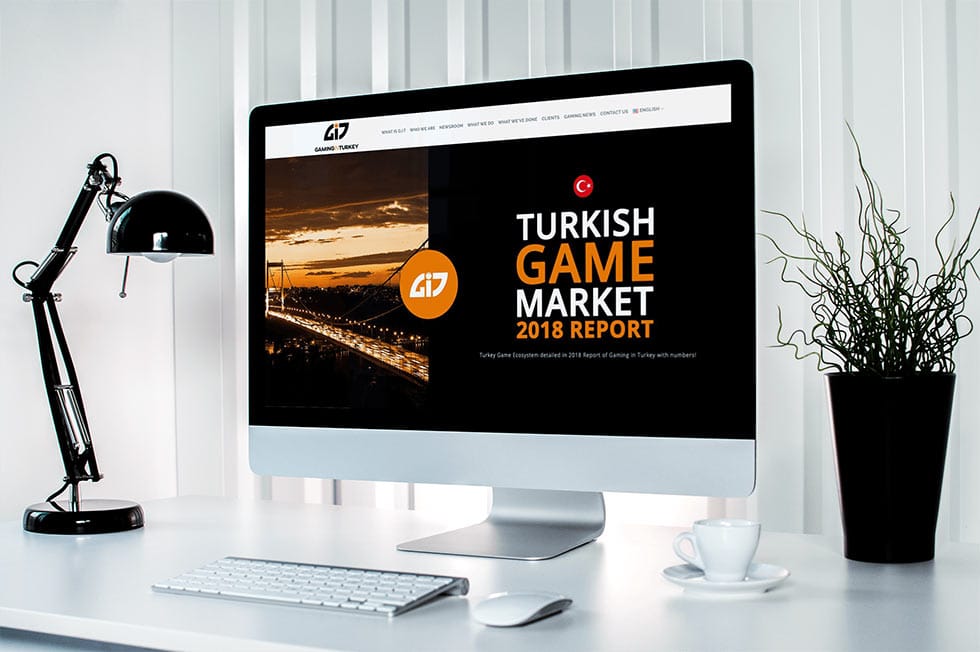 GiT
GAMING IN TURKEY
WHAT IS GIT WHO WE ARE NEWSROOM WHAT WE DO WHAT WE'VE DONE CLIENTS GAMING NEWS CONTACT US ENGLISH
GiT
TURKISH
GAME
MARKET
2018 REPORT
Turkey Game Ecosystem detailed in 2018 Report of Gaming in Turkey with numbers!